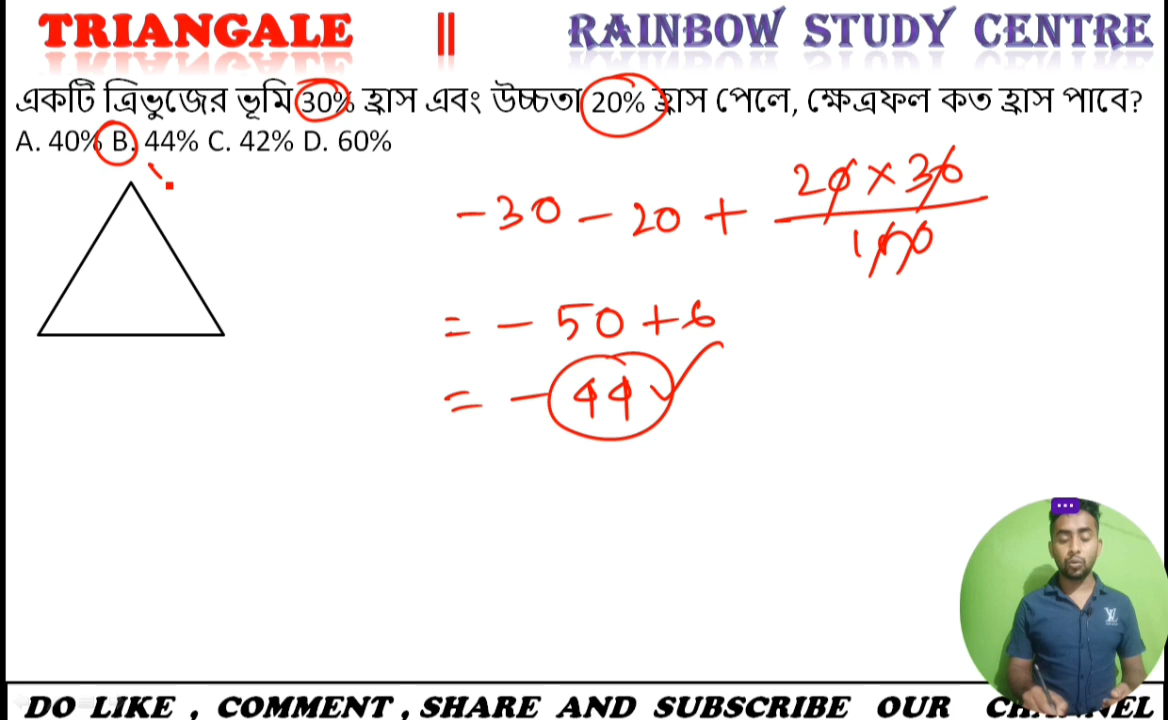 TRIANGALE || RAINBOW STUDY CENTRE
একটি ত্রিভুজের ভূমি 30% হ্রাস এবং উচ্চতা 20% হ্রাস পেলে, ক্ষেত্রফল কত হ্রাস পাবে?
A. 40% B. 44% C. 42% D. 60%
- 30 - 20 + 20 × 30
100
= - 50 + 6
= - 44
DO LIKE , COMMENT , SHARE AND SUBSCRIBE OUR